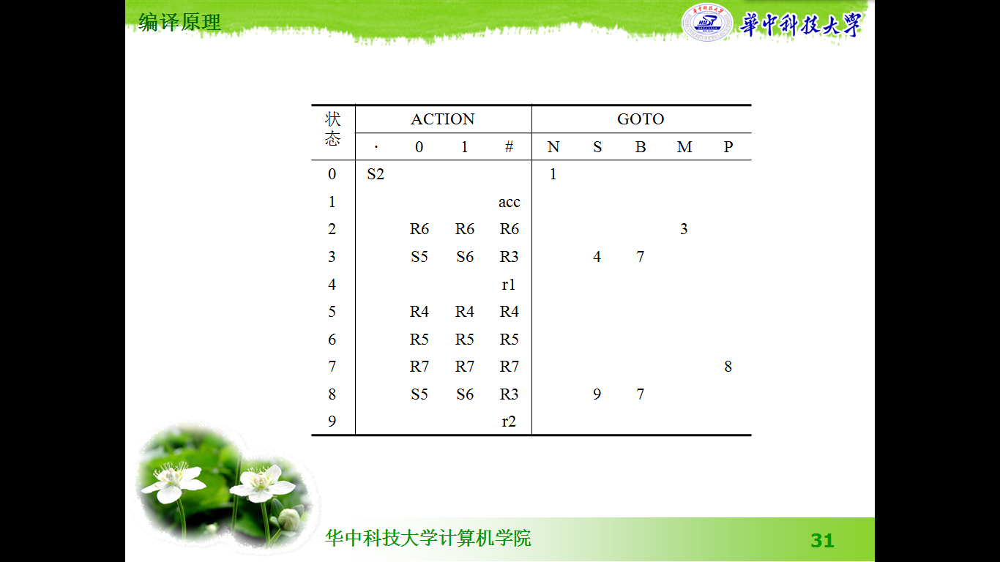 编译原理
华中科技大学
状态 ACTION GOTO
· 0 1 # N S B M P
0 S2 1
1 acc
2 R6 R6 R6 3
3 S5 S6 R3 4 7
4 r1
5 R4 R4 R4
6 R5 R5 R5
7 R7 R7 R7 8
8 S5 S6 R3 9 7
9 r2
华中科技大学计算机学院
31